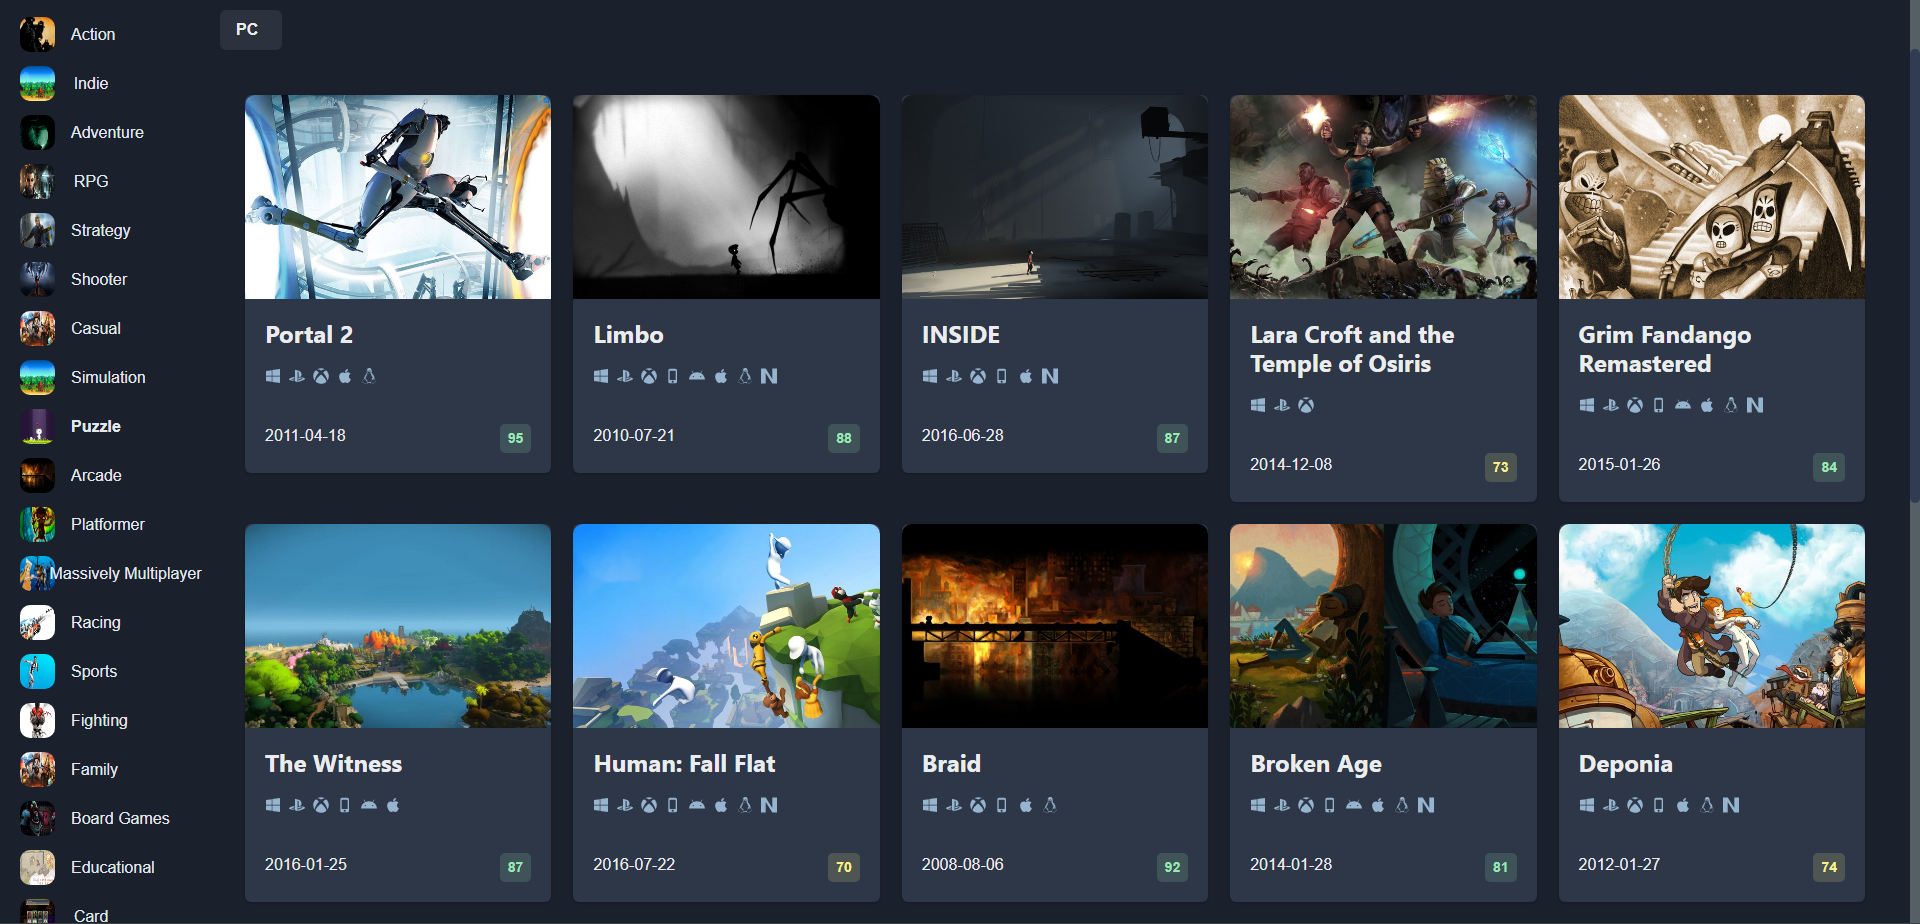 PC
Action
Indie
Adventure
RPG
Strategy
Shooter
Casual
Simulation
Puzzle
Arcade
Platformer
Massively Multiplayer
Racing
Sports
Fighting
Family
Board Games
Educational
Card
Portal 2
2011-04-18
95
Limbo
2010-07-21
88
INSIDE
2016-06-28
87
Lara Croft and the
Temple of Osiris
2014-12-08
73
Grim Fandango
Remastered
2015-01-26
84
The Witness
2016-01-25
87
Human: Fall Flat
2016-07-22
70
Braid
2008-08-06
92
Broken Age
2014-01-28
81
Deponia
2012-01-27
74